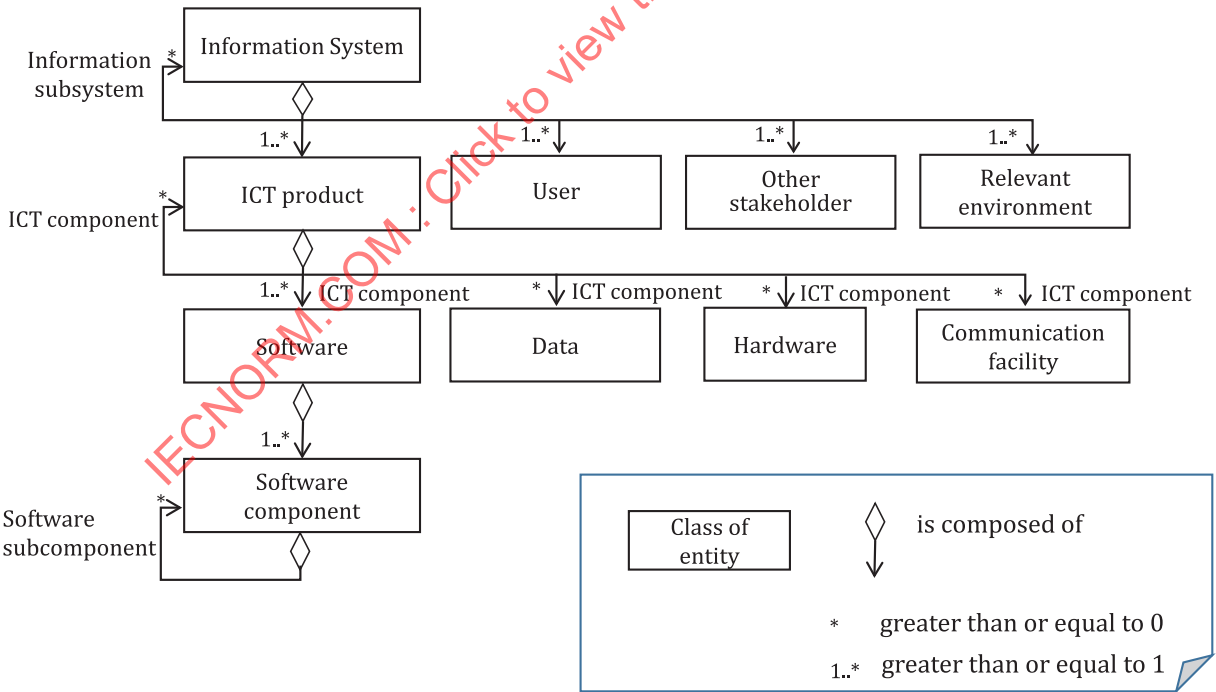 Information System
Information
subsystem
*
1..*
1..*
1..*
1..*
ICT product
User
Other
stakeholder
Relevant
environment
*
ICT component
1..*
ICT component
*
ICT component
*
ICT component
*
ICT component
Software
Data
Hardware
Communication
facility
1..*
Software
component
*
Software
subcomponent
Class of
entity
is composed of
* greater than or equal to 0
1..* greater than or equal to 1
IECNORM.COM : Click to view